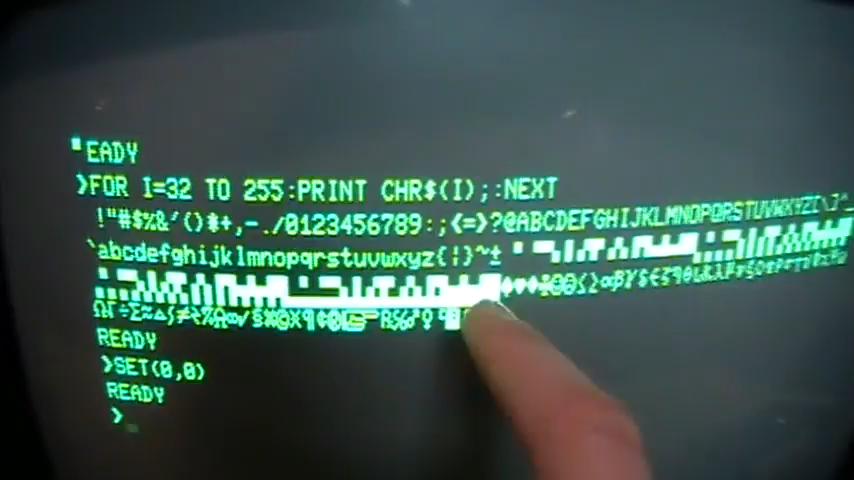 EADY
>FOR I=32 TO 255:PRINT CHR$(I);:NEXT
!"#$%&'()*+,-./0123456789:;<=>?@ABCDEFGHIJKLMNOPQRSTUVWXYZ[\]^_
`abcdefghijklmnopqrstuvwxyz{|}~±
READY
>SET(0,0)
READY
>